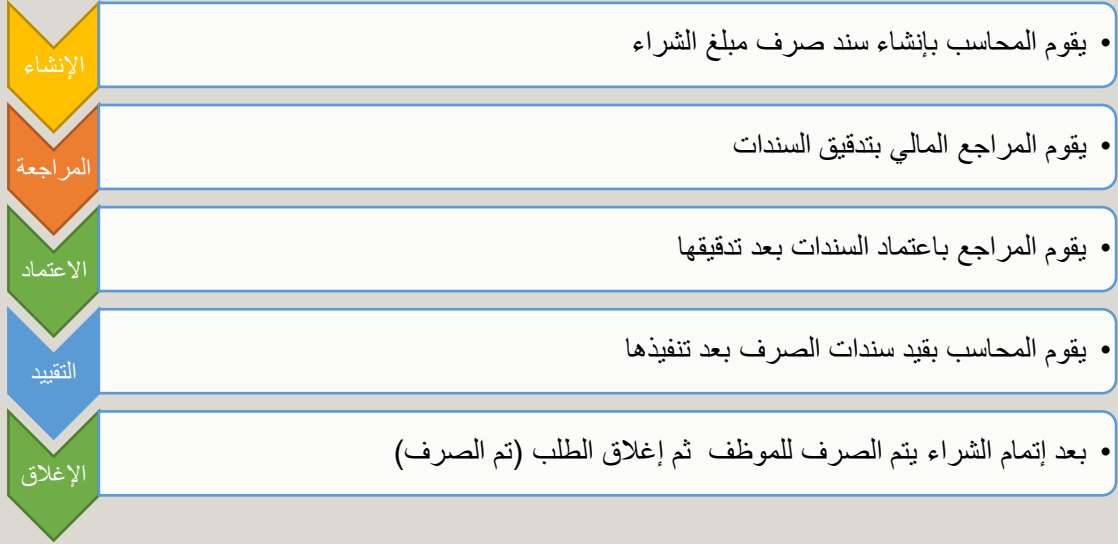 الإنشاء
• يقوم المحاسب بإنشاء سند صرف مبلغ الشراء
المراجعة
• يقوم المراجع المالي بتدقيق السندات
الاعتماد
• يقوم المراجع باعتماد السندات بعد تدقيقها
التقييد
• يقوم المحاسب بقيد سندات الصرف بعد تنفيذها
الإغلاق
• بعد إتمام الشراء يتم الصرف للموظف ثم إغلاق الطلب (تم الصرف)